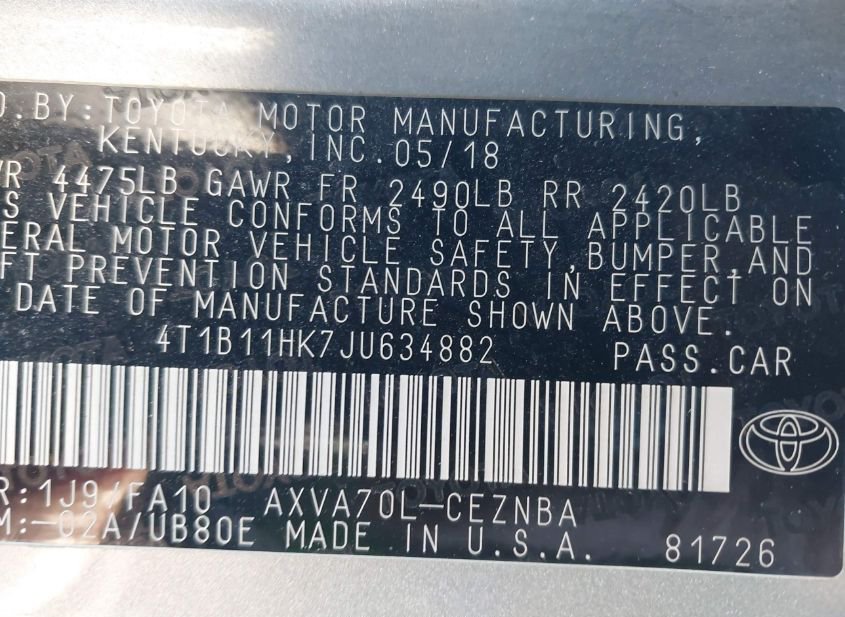 D.BY:TOYOTA MOTOR MANUFACTURING,
KENTUCKY,INC.05/18
WR 4475LB GAWR FR 2490LB RR 2420LB
S VEHICLE CONFORMS TO ALL APPLICABLE
ERAL MOTOR VEHICLE SAFETY,BUMPER,AND
FT PREVENTION STANDARDS IN EFFECT ON
DATE OF MANUFACTURE SHOWN ABOVE.
4T1B11HK7JU634882 PASS.CAR
R:1J9/FA10 AXVA70L-CEZNBA
M:-02A/UB80E MADE IN U.S.A. 81726